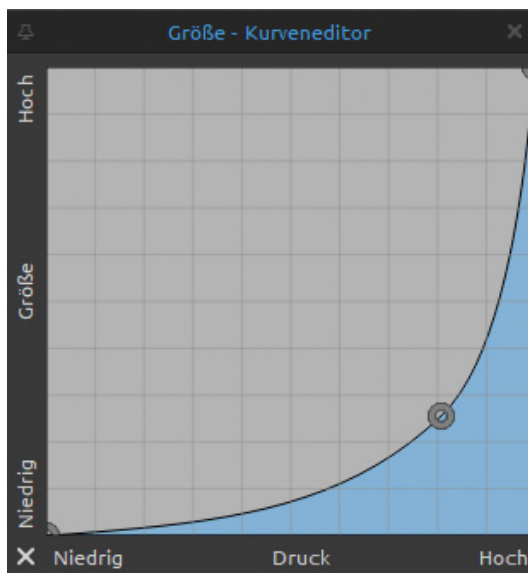 Größe - Kurveneditor
Hoch
Größe
Niedrig
Niedrig Druck Hoch